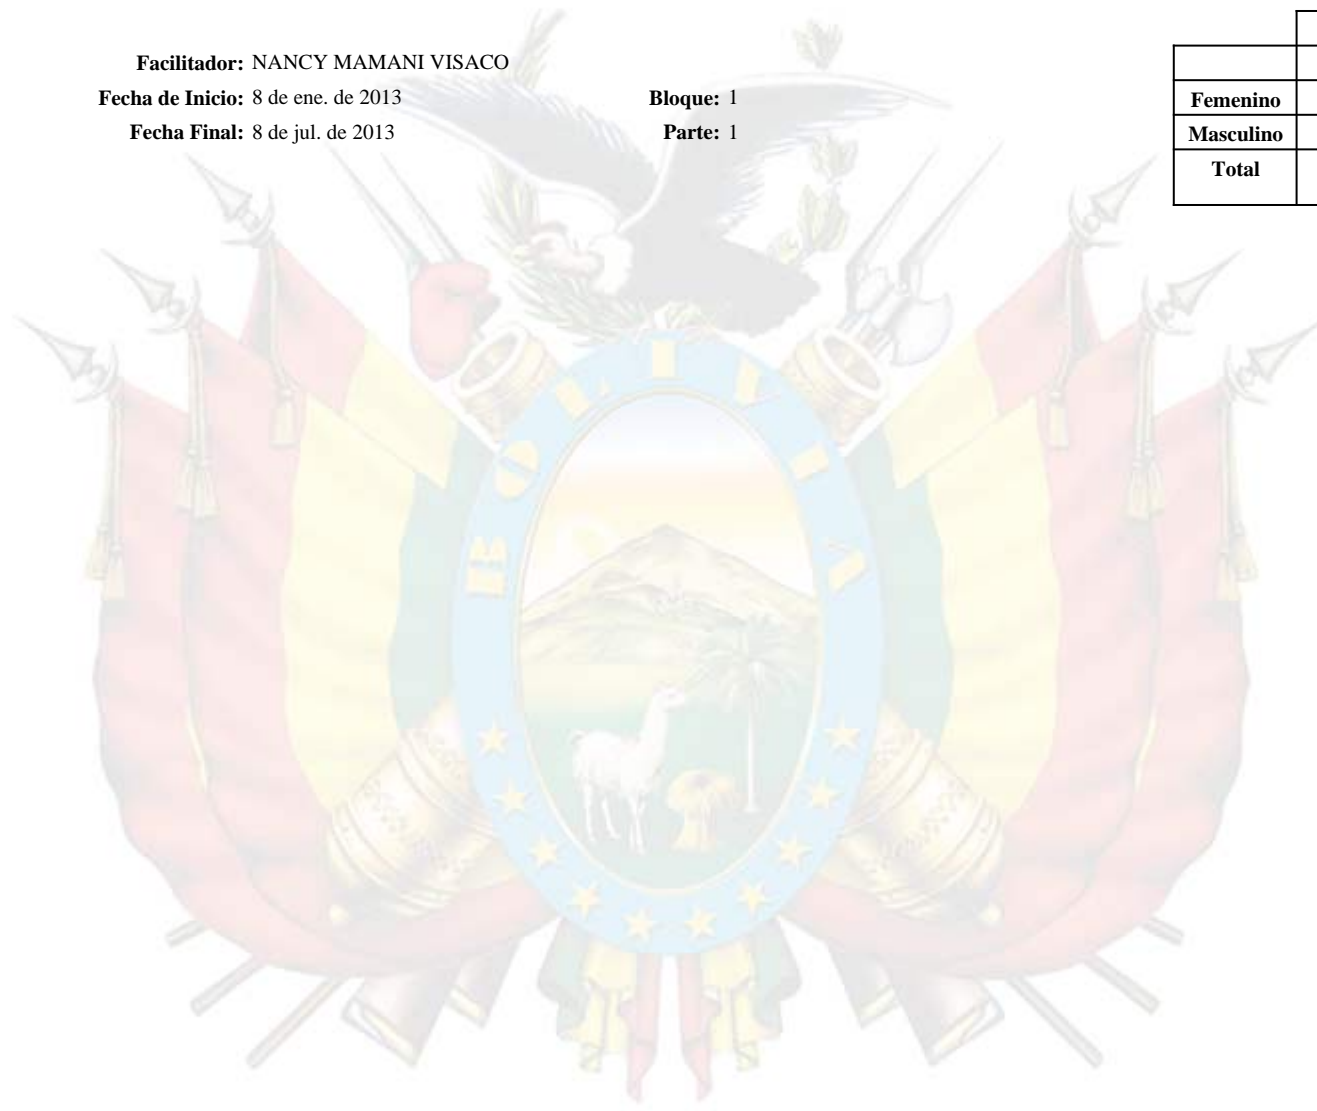 Facilitador: NANCY MAMANI VISACO
Fecha de Inicio: 8 de ene. de 2013 Bloque: 1
Fecha Final: 8 de jul. de 2013 Parte: 1
Femenino
Masculino
Total
BOLIVIA